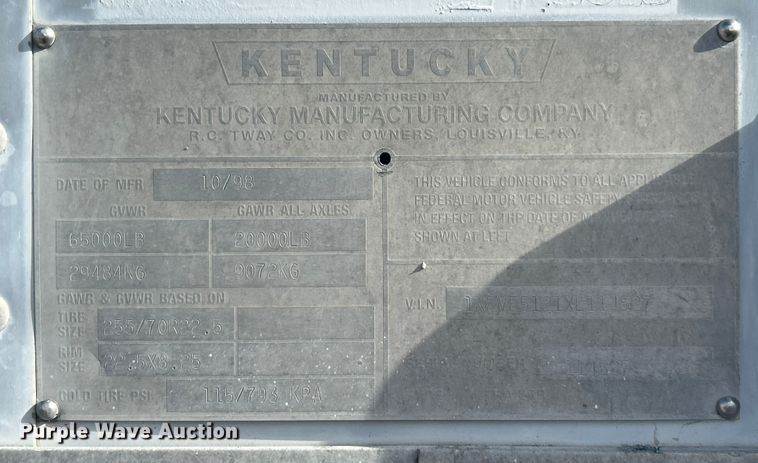 KENTUCKY
MANUFACTURED BY
KENTUCKY MANUFACTURING COMPANY
R.C. TWAY CO. INC. OWNERS, LOUISVILLE, KY.
DATE OF MFR 10/98
GVWR GAWR ALL AXLES
65000LB 20000LB
29484KG 9072KG
GAWR & GVWR BASED ON
TIRE SIZE 255/70R22.5
RIM SIZE 22.5X8.25
COLD TIRE PSI 115/793 KPA
THIS VEHICLE CONFORMS TO ALL
FEDERAL MOTOR VEHICLE
IN EFFECT ON THE DATE OF
SHOWN AT LEFT
V.I.N.
Purple Wave Auction